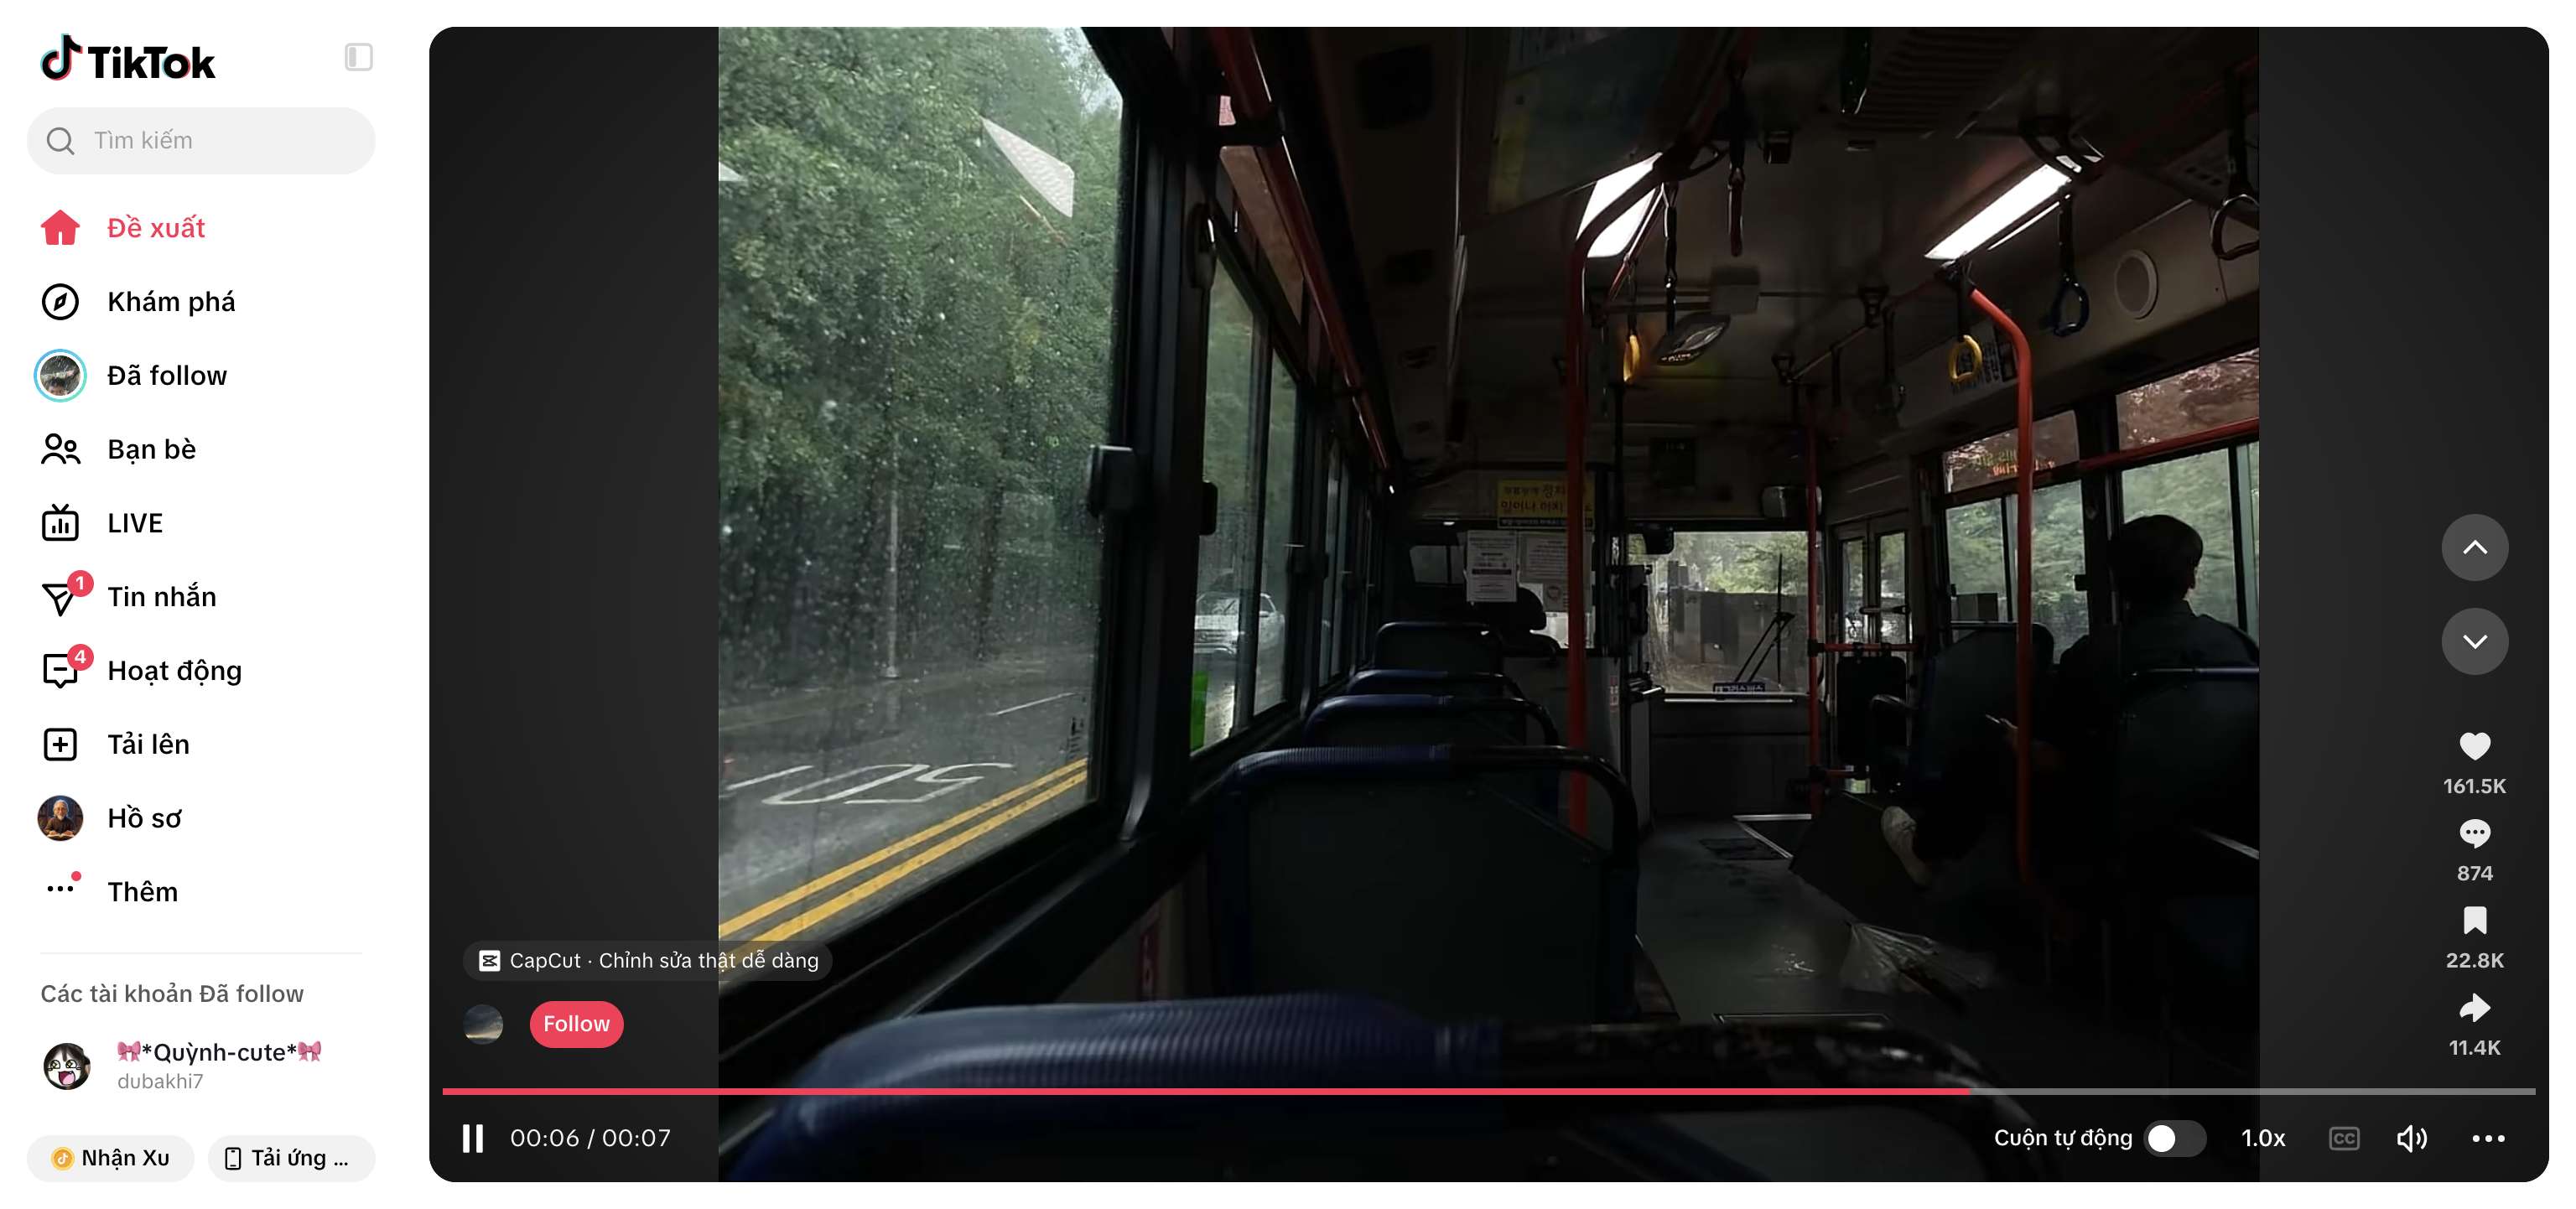 TikTok
Tìm kiếm
Đề xuất
Khám phá
Đã follow
Bạn bè
LIVE
1
Tin nhắn
4
Hoạt động
Tải lên
Hồ sơ
Thêm
Các tài khoản Đã follow
🎀*Quỳnh-cute*🎀
dubakhi7
Nhận Xu
Tải ứng ...
CapCut · Chỉnh sửa thật dễ dàng
Follow
00:06 / 00:07
161.5K
874
22.8K
11.4K
Cuộn tự động
1.0x
CC